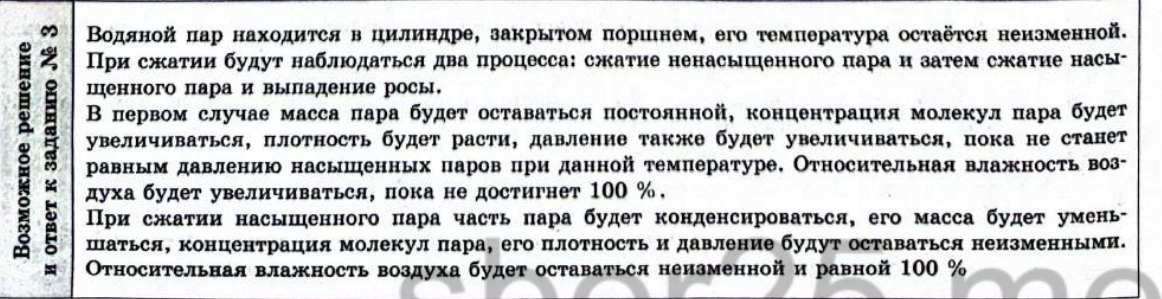 Возможное решение
и ответ к заданию № 3
Водяной пар находится в цилиндре, закрытом поршнем, его температура остаётся неизменной.
При сжатии будут наблюдаться два процесса: сжатие ненасыщенного пара и затем сжатие насы-
щенного пара и выпадение росы.
В первом случае масса пара будет оставаться постоянной, концентрация молекул пара будет
увеличиваться, плотность будет расти, давление также будет увеличиваться, пока не станет
равным давлению насыщенных паров при данной температуре. Относительная влажность воз-
духа будет увеличиваться, пока не достигнет 100 %.
При сжатии насыщенного пара часть пара будет конденсироваться, его масса будет умень-
шаться, концентрация молекул пара, его плотность и давление будут оставаться неизменными.
Относительная влажность воздуха будет оставаться неизменной и равной 100 %